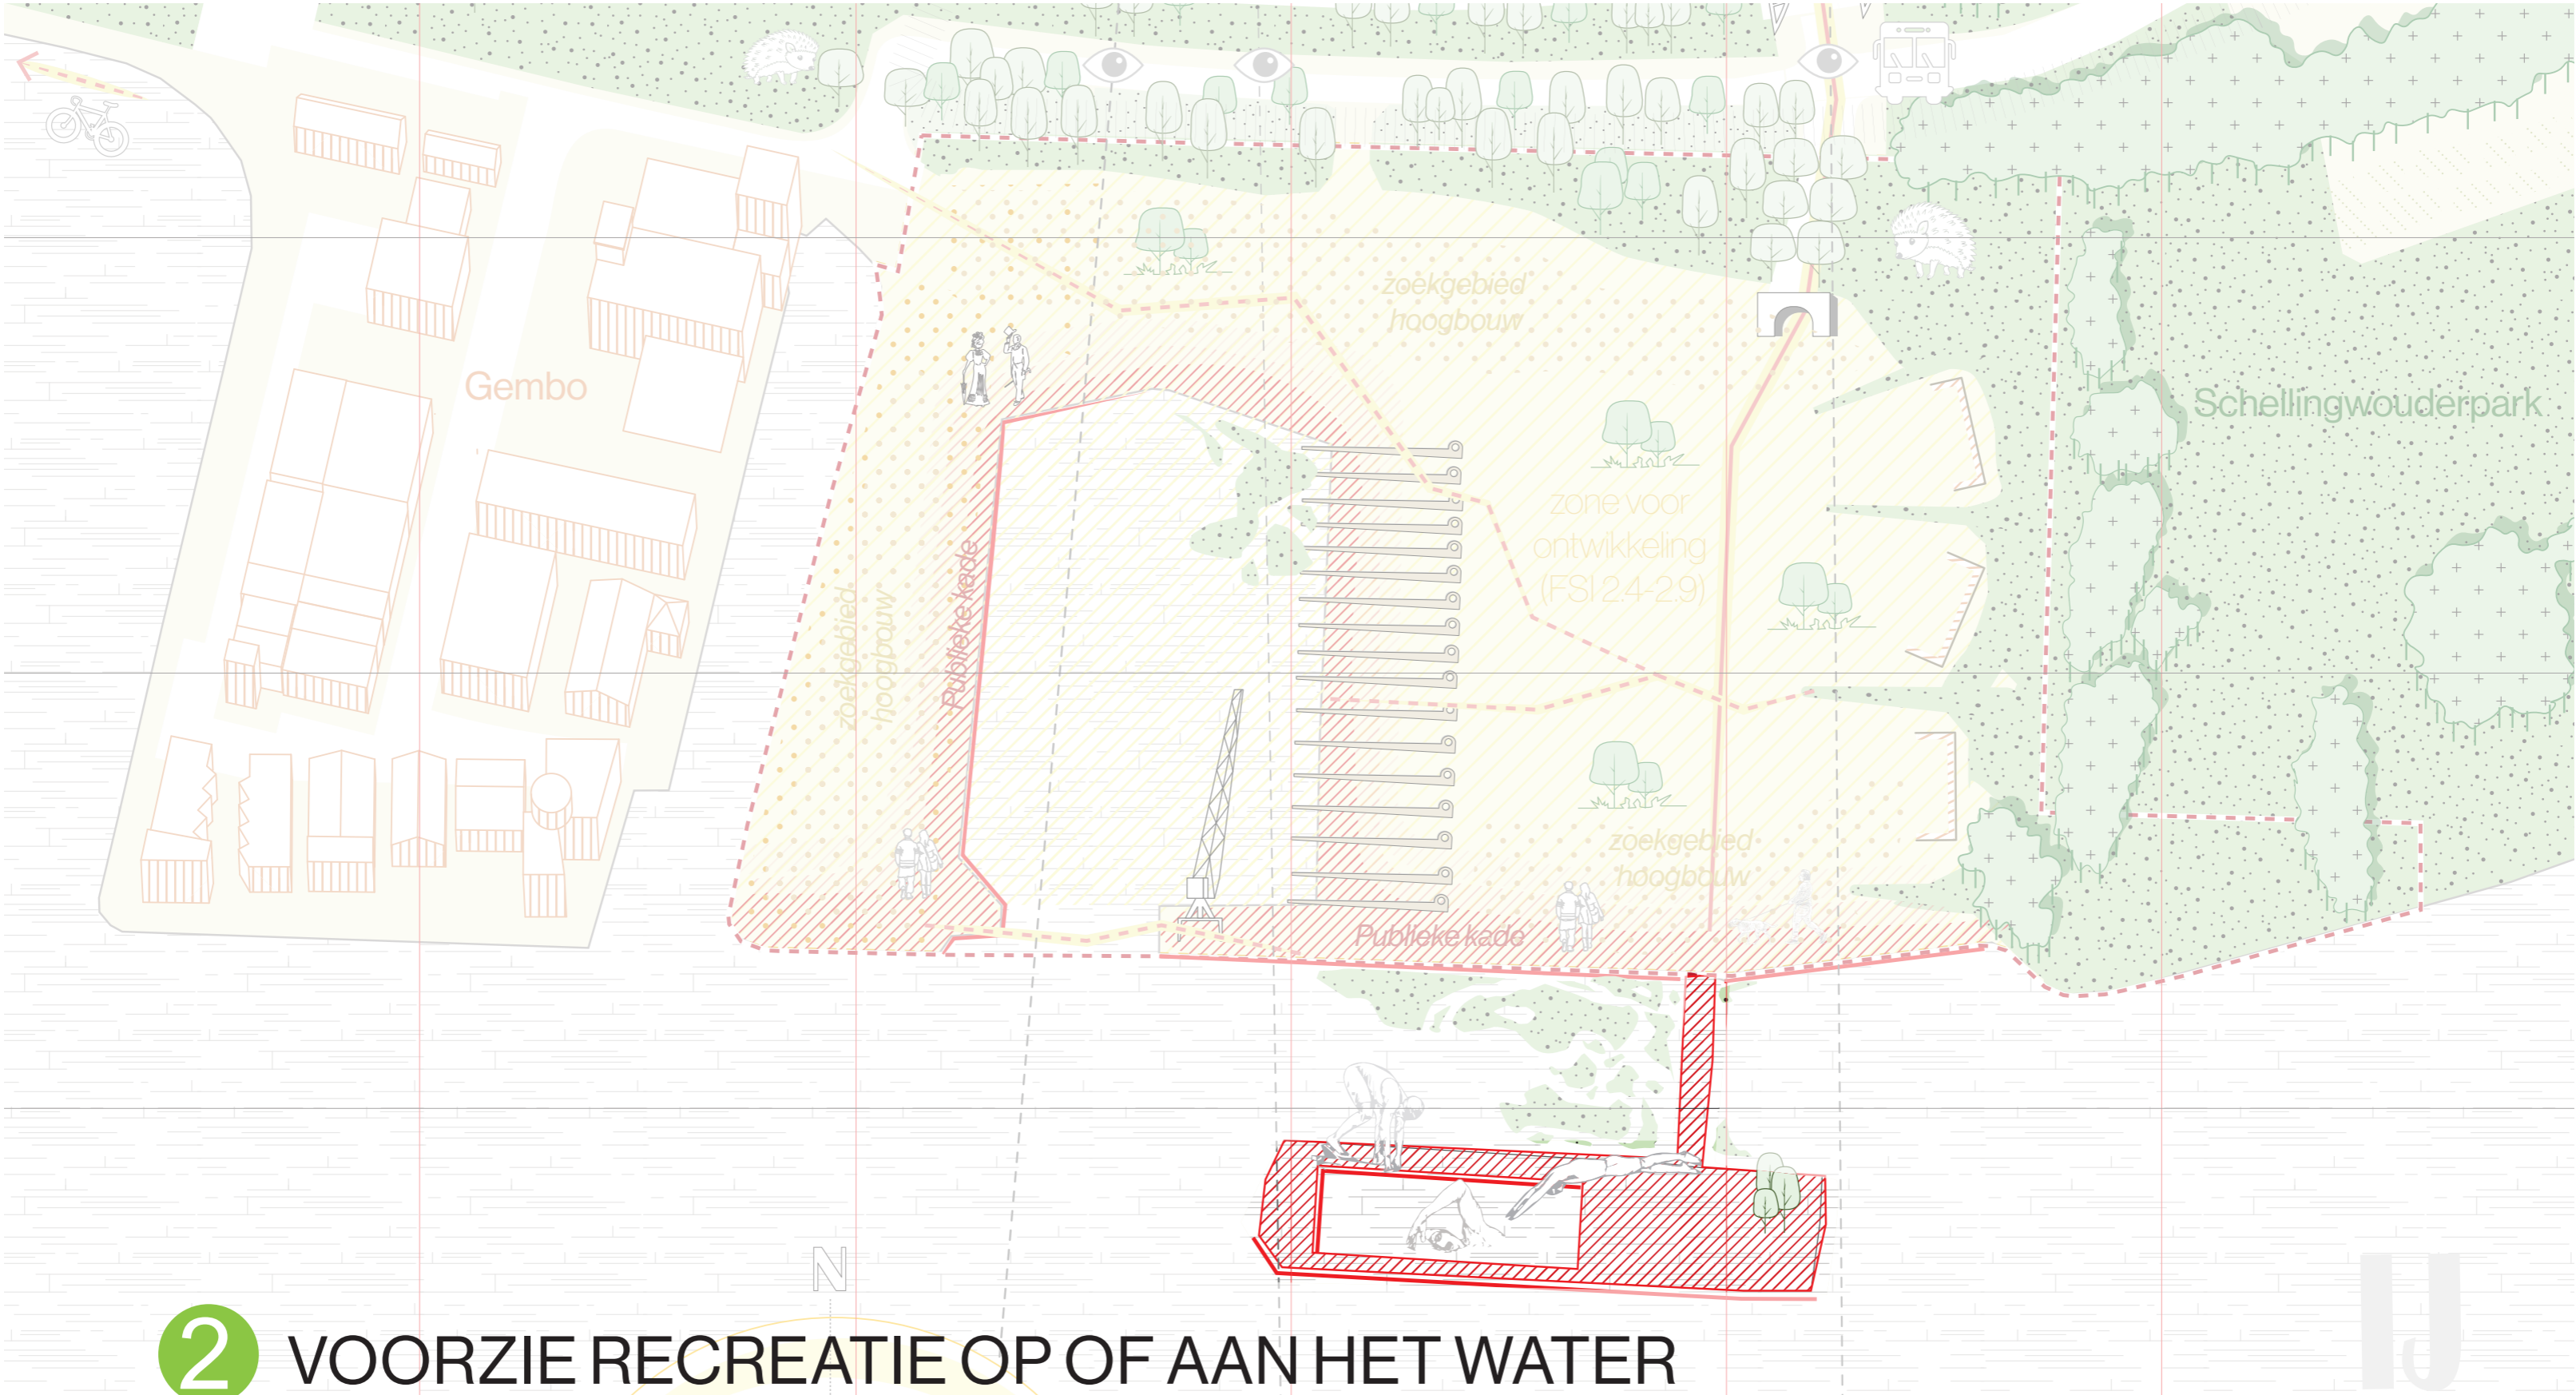 zoekgebied
hoogbouw
Gembo
Schellingwouderpark
zone voor
ontwikkeling
(FSI 2.4-2.9)
Publieke kade
zoekgebied
hoogbouw
zoekgebied
hoogbouw
Publieke kade
N
IJ
2 VOORZIE RECREATIE OP OF AAN HET WATER